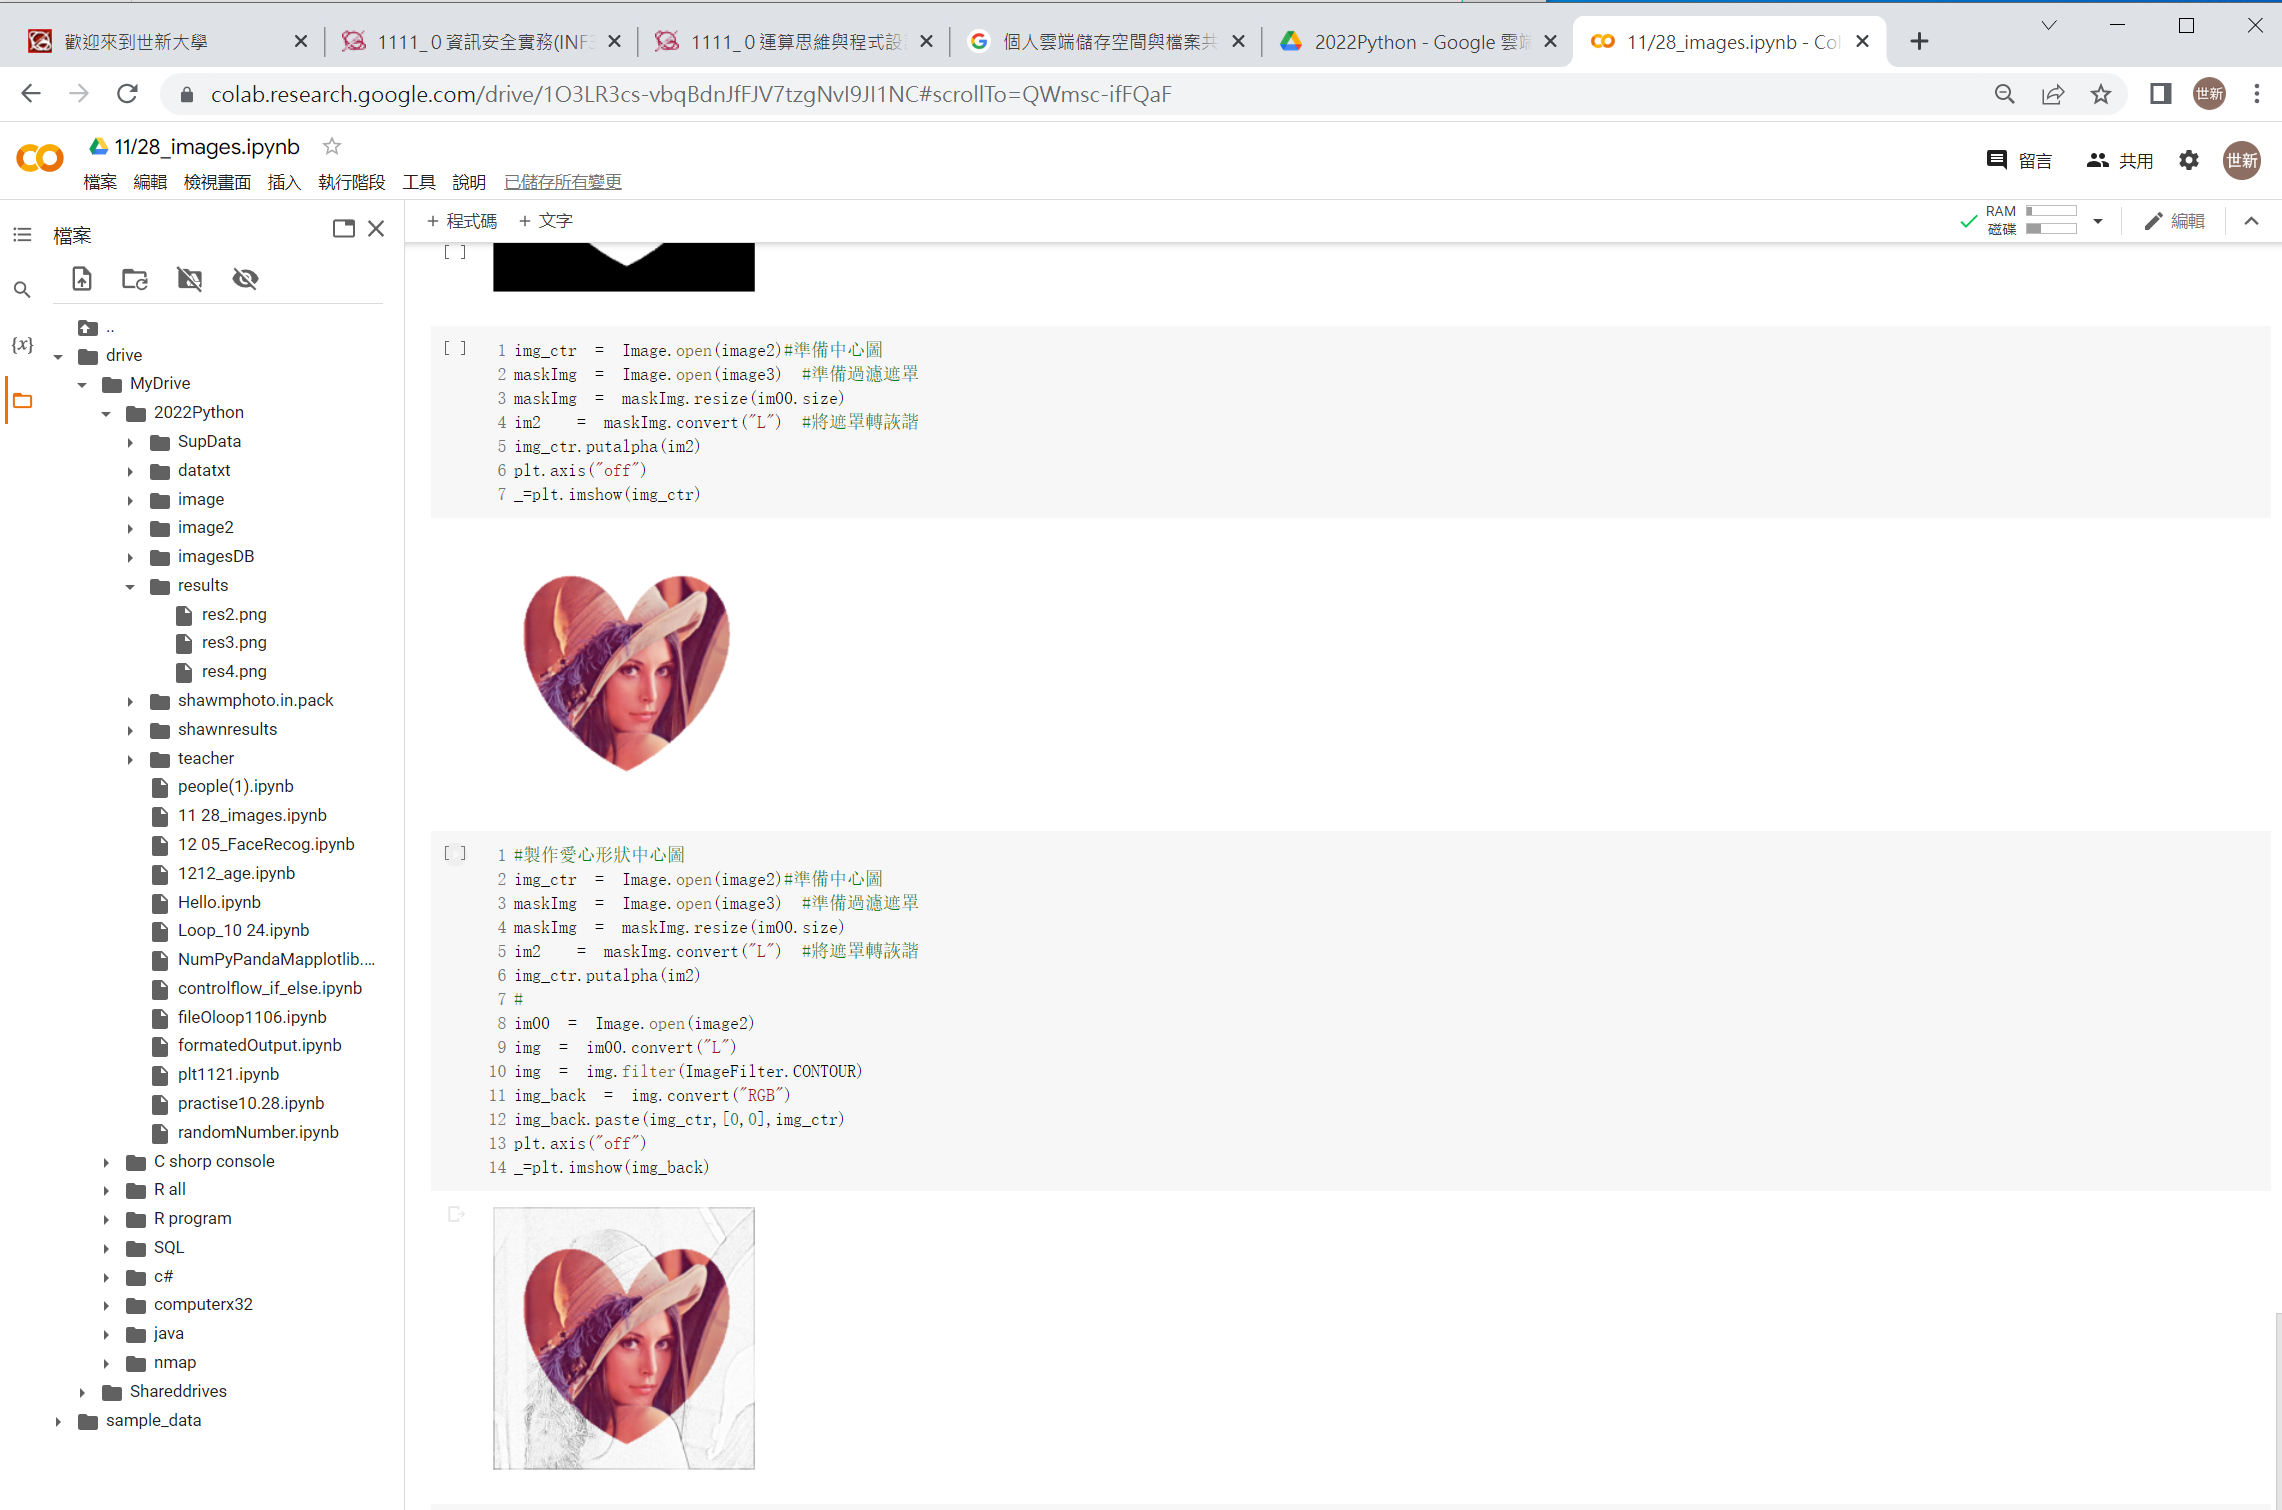 歡迎來到世新大學
1111_０資訊安全實務(INF3
1111_０運算思維與程式設
個人雲端儲存空間與檔案共
2022Python - Google 雲端
11/28_images.ipynb - Col
colab.research.google.com/drive/1O3LR3cs-vbqBdnJfFJV7tzgNvI9JI1NC#scrollTo=QWmsc-ifFQaF
世新
CO
11/28_images.ipynb
檔案 編輯 檢視畫面 插入 執行階段 工具 說明 已儲存所有變更
留言 共用 世新
檔案
+ 程式碼 + 文字
RAM
磁碟
編輯
{x}
..
drive
MyDrive
2022Python
SupData
datatxt
image
image2
imagesDB
results
res2.png
res3.png
res4.png
shawmphoto.in.pack
shawnresults
teacher
people(1).ipynb
11 28_images.ipynb
12 05_FaceRecog.ipynb
1212_age.ipynb
Hello.ipynb
Loop_10 24.ipynb
NumPyPandaMapplotlib....
controlflow_if_else.ipynb
fileOloop1106.ipynb
formatedOutput.ipynb
plt1121.ipynb
practise10.28.ipynb
randomNumber.ipynb
C shorp console
R all
R program
SQL
c#
computerx32
java
nmap
Shareddrives
sample_data
[ ]
[ ]
1 img_ctr = Image.open(image2)#準備中心圖
2 maskImg = Image.open(image3) #準備過濾遮罩
3 maskImg = maskImg.resize(im00.size)
4 im2 = maskImg.convert("L") #將遮罩轉詼諧
5 img_ctr.putalpha(im2)
6 plt.axis("off")
7 _=plt.imshow(img_ctr)
[ ]
1 #製作愛心形狀中心圖
2 img_ctr = Image.open(image2)#準備中心圖
3 maskImg = Image.open(image3) #準備過濾遮罩
4 maskImg = maskImg.resize(im00.size)
5 im2 = maskImg.convert("L") #將遮罩轉詼諧
6 img_ctr.putalpha(im2)
7 #
8 im00 = Image.open(image2)
9 img = im00.convert("L")
10 img = img.filter(ImageFilter.CONTOUR)
11 img_back = img.convert("RGB")
12 img_back.paste(img_ctr,[0,0],img_ctr)
13 plt.axis("off")
14 _=plt.imshow(img_back)